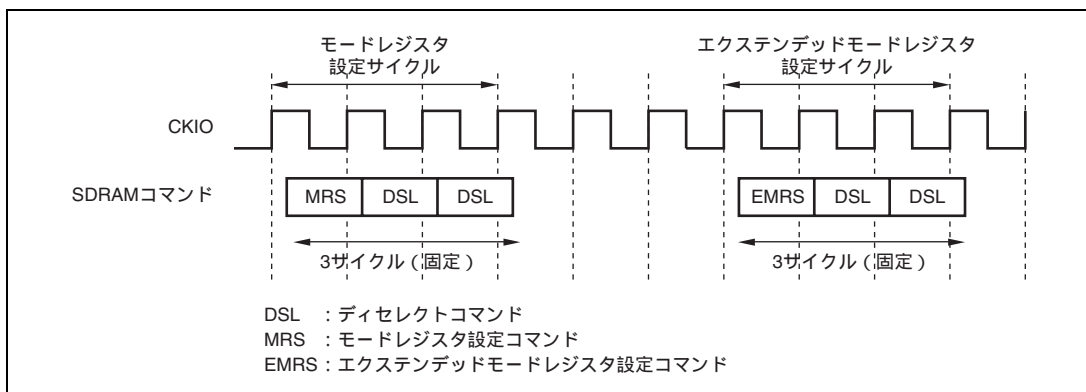 モードレジスタ
設定サイクル
エクステンデッドモードレジスタ
設定サイクル
CKIO
SDRAMコマンド
MRS DSL DSL
EMRS DSL DSL
3サイクル（固定）
3サイクル（固定）
DSL ：ディセレクトコマンド
MRS ：モードレジスタ設定コマンド
EMRS：エクステンデッドモードレジスタ設定コマンド